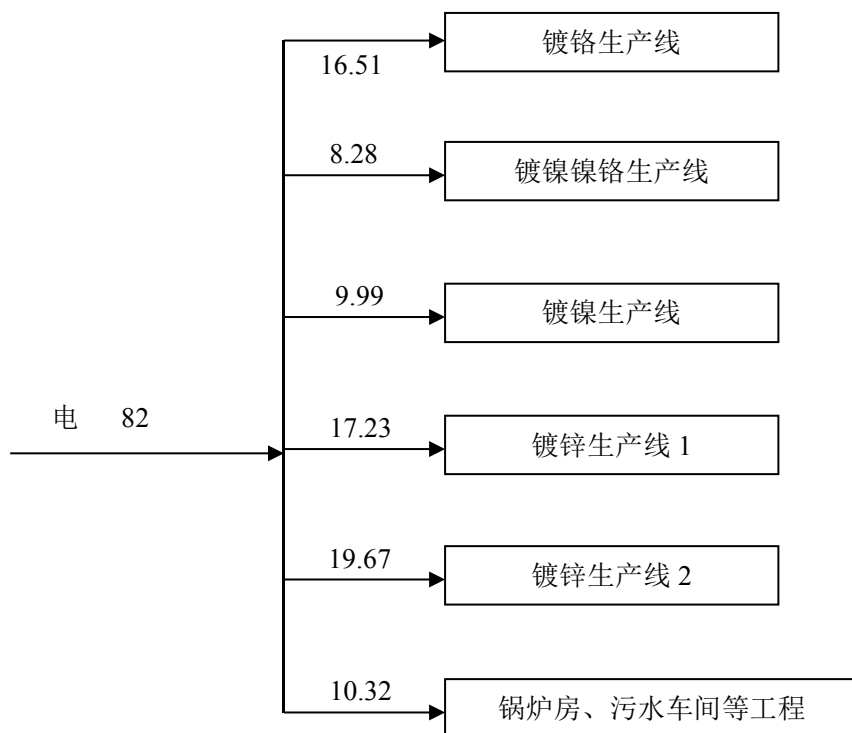 镀铬生产线
16.51
8.28
镀镍镍铬生产线
9.99
镀镍生产线
电 82
17.23
镀锌生产线 1
19.67
镀锌生产线 2
10.32
锅炉房、污水车间等工程